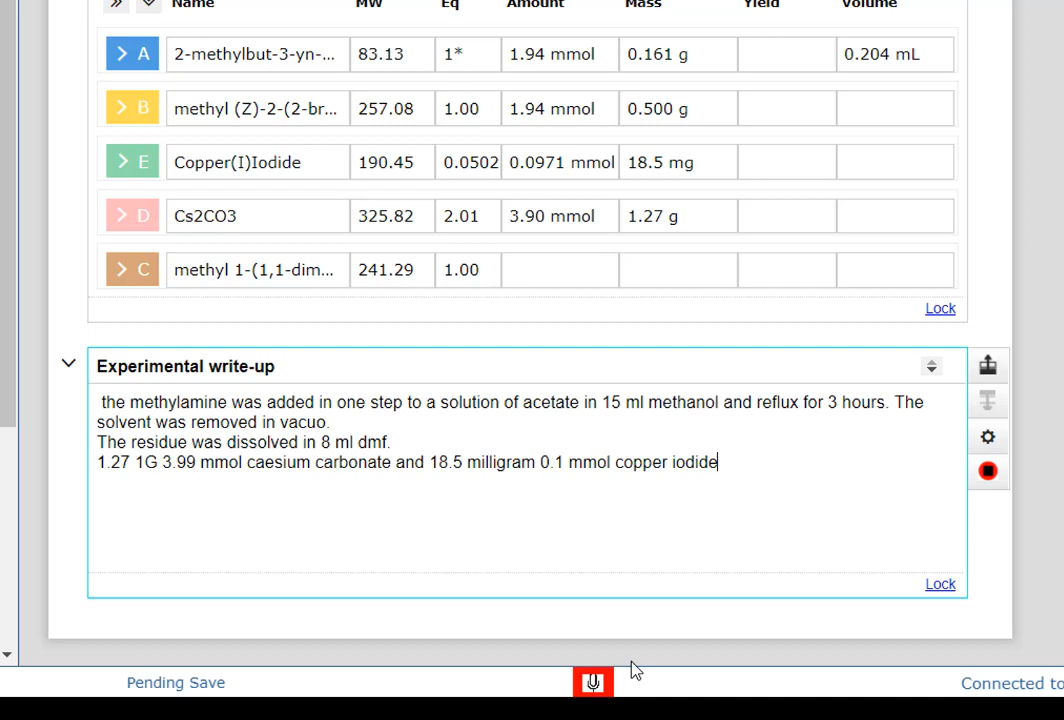 Name MW Eq Amount Mass Yield Volume
A 2-methylbut-3-yn-... 83.13 1* 1.94 mmol 0.161 g 0.204 mL
B methyl (Z)-2-(2-br... 257.08 1.00 1.94 mmol 0.500 g
E Copper(I)Iodide 190.45 0.0502 0.0971 mmol 18.5 mg
D Cs2CO3 325.82 2.01 3.90 mmol 1.27 g
C methyl 1-(1,1-dim... 241.29 1.00
Lock
Experimental write-up
the methylamine was added in one step to a solution of acetate in 15 ml methanol and reflux for 3 hours. The
solvent was removed in vacuo.
The residue was dissolved in 8 ml dmf.
1.27 1G 3.99 mmol caesium carbonate and 18.5 milligram 0.1 mmol copper iodide
Lock
Pending Save
Connected to